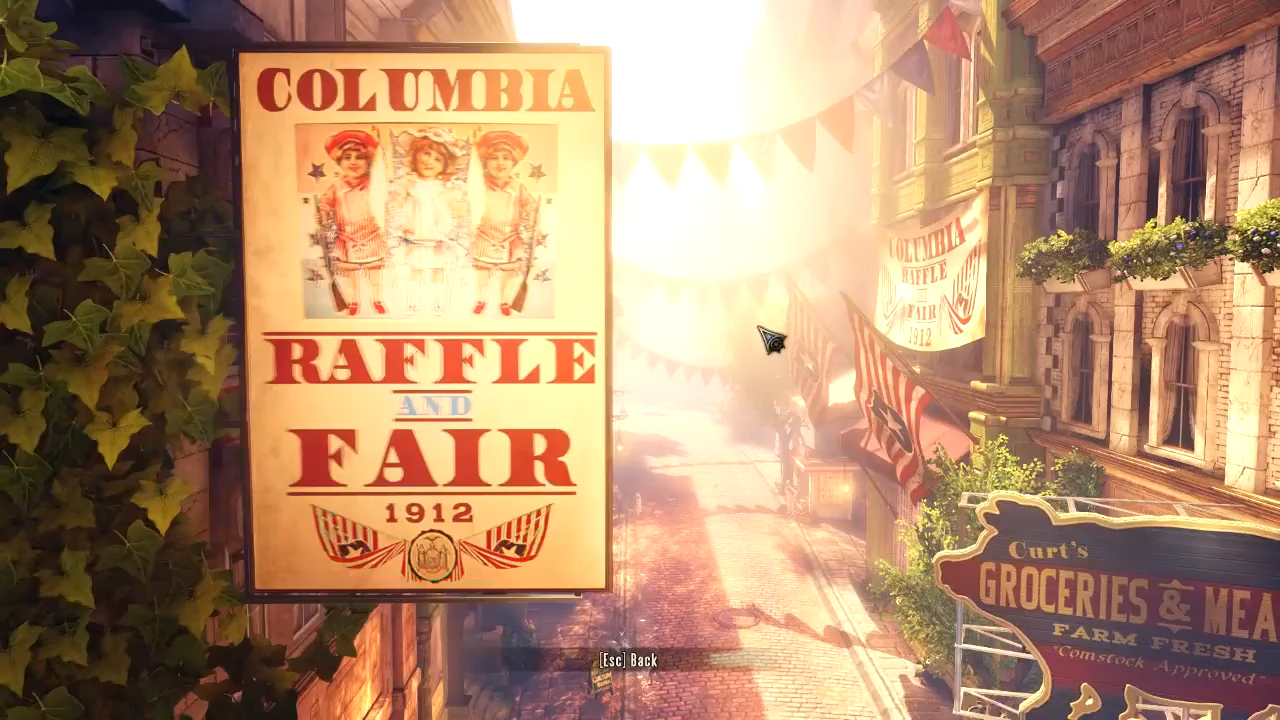 COLUMBIA
RAFFLE
AND
FAIR
1912
COLUMBIA
RAFFLE
FAIR
1912
Curt's
GROCERIES & MEA
FARM FRESH
"Comstock Approved"
[Esc] Back